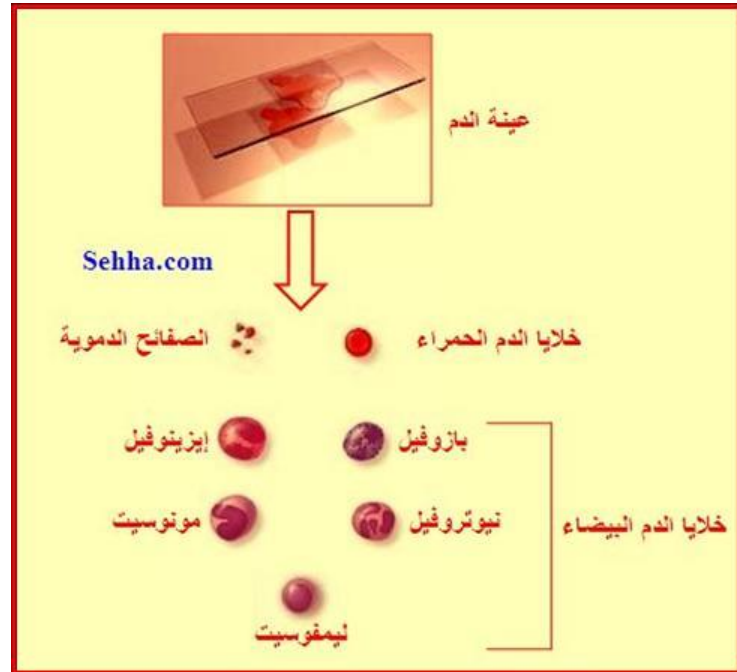 عينة الدم
Sehha.com
خلايا الدم الحمراء
الصفائح الدموية
بازوفيل
إيزينوفيل
خلايا الدم البيضاء
نيوتروفيل
مونوسيت
ليمفوسيت